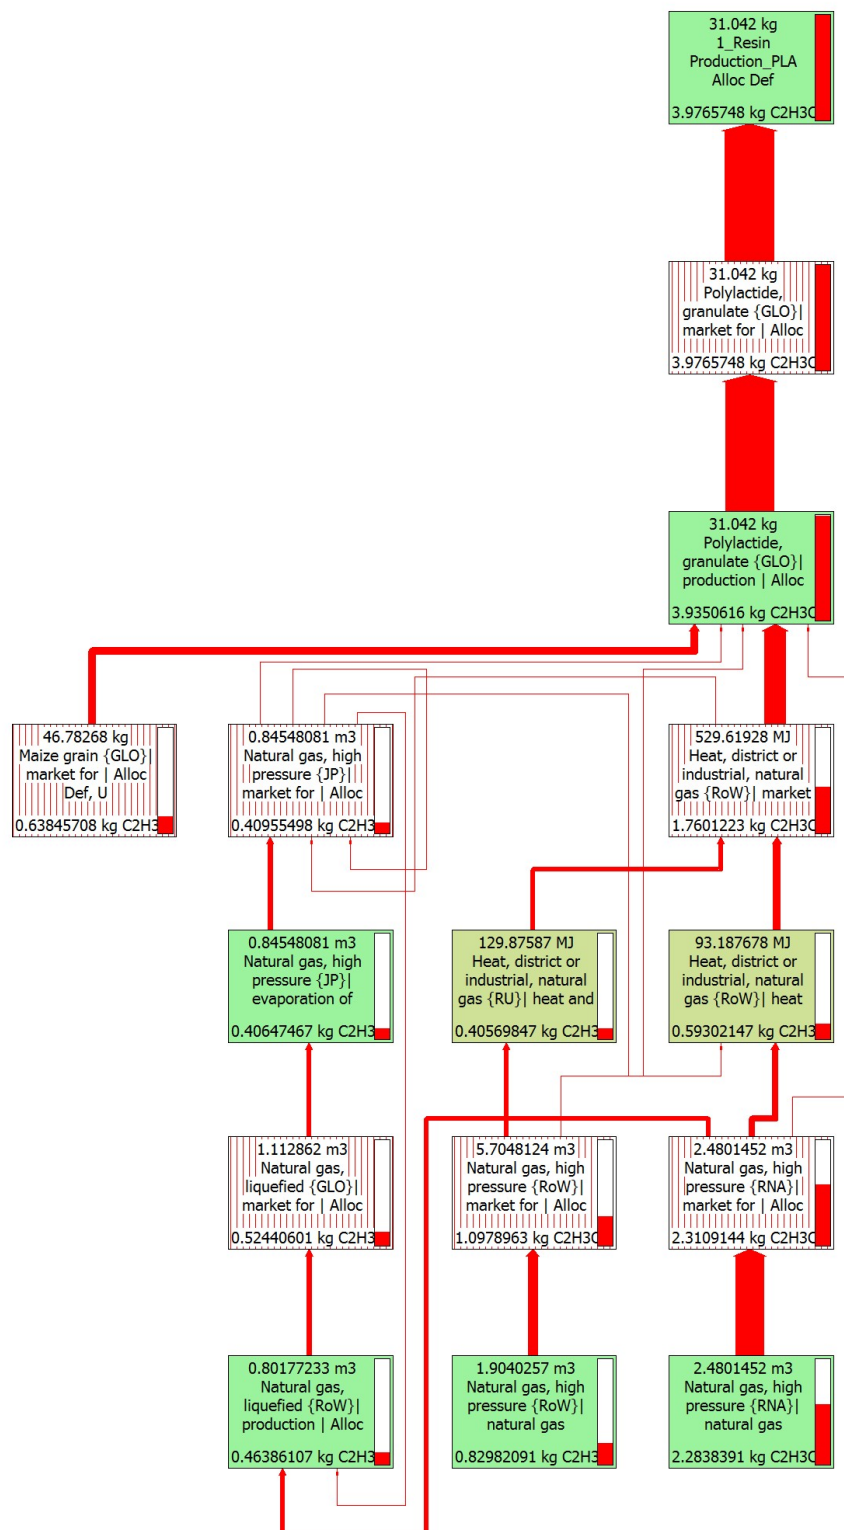 31.042 kg
1_Resin
Production_PLA
Alloc Def
3.9765748 kg C2H3C
31.042 kg
Polylactide,
granulate {GLO}|
market for | Alloc
3.9765748 kg C2H3C
31.042 kg
Polylactide,
granulate {GLO}|
production | Alloc
3.9350616 kg C2H3C
46.78268 kg
Maize grain {GLO}|
market for | Alloc
Def, U
0.63845708 kg C2H3
0.84548081 m3
Natural gas, high
pressure {JP}|
market for | Alloc
0.40955498 kg C2H3
529.61928 MJ
Heat, district or
industrial, natural
gas {RoW}| market
1.7601223 kg C2H3C
0.84548081 m3
Natural gas, high
pressure {JP}|
evaporation of
0.40647467 kg C2H3
129.87587 MJ
Heat, district or
industrial, natural
gas {RU}| heat and
0.40569847 kg C2H3
93.187678 MJ
Heat, district or
industrial, natural
gas {RoW}| heat
0.59302147 kg C2H3
1.112862 m3
Natural gas,
liquefied {GLO}|
market for | Alloc
0.52440601 kg C2H3
5.7048124 m3
Natural gas, high
pressure {RoW}|
market for | Alloc
1.0978963 kg C2H3C
2.4801452 m3
Natural gas, high
pressure {RNA}|
market for | Alloc
2.3109144 kg C2H3C
0.80177233 m3
Natural gas,
liquefied {RoW}|
production | Alloc
0.46386107 kg C2H3
1.9040257 m3
Natural gas, high
pressure {RoW}|
natural gas
0.82982091 kg C2H3
2.4801452 m3
Natural gas, high
pressure {RNA}|
natural gas
2.2838391 kg C2H3C